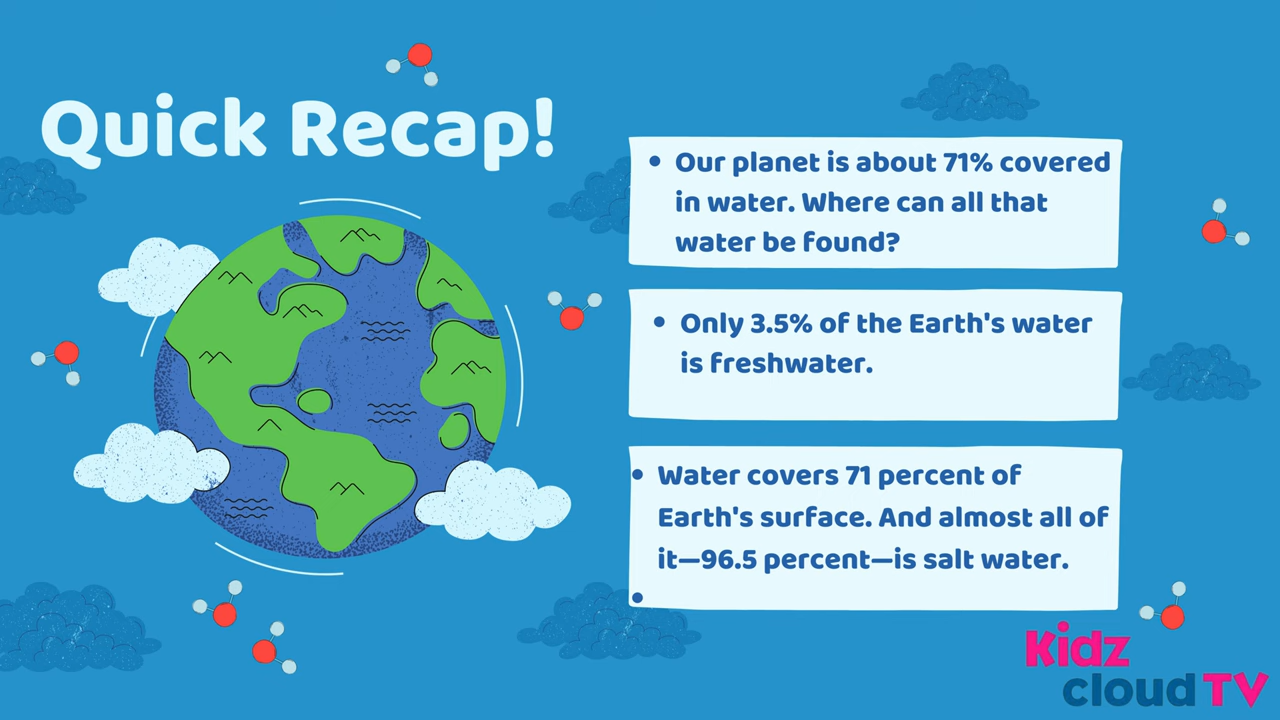 Quick Recap!
• Our planet is about 71% covered
in water. Where can all that
water be found?
• Only 3.5% of the Earth's water
is freshwater.
• Water covers 71 percent of
Earth's surface. And almost all of
it—96.5 percent—is salt water.
•
Kidz
cloud TV